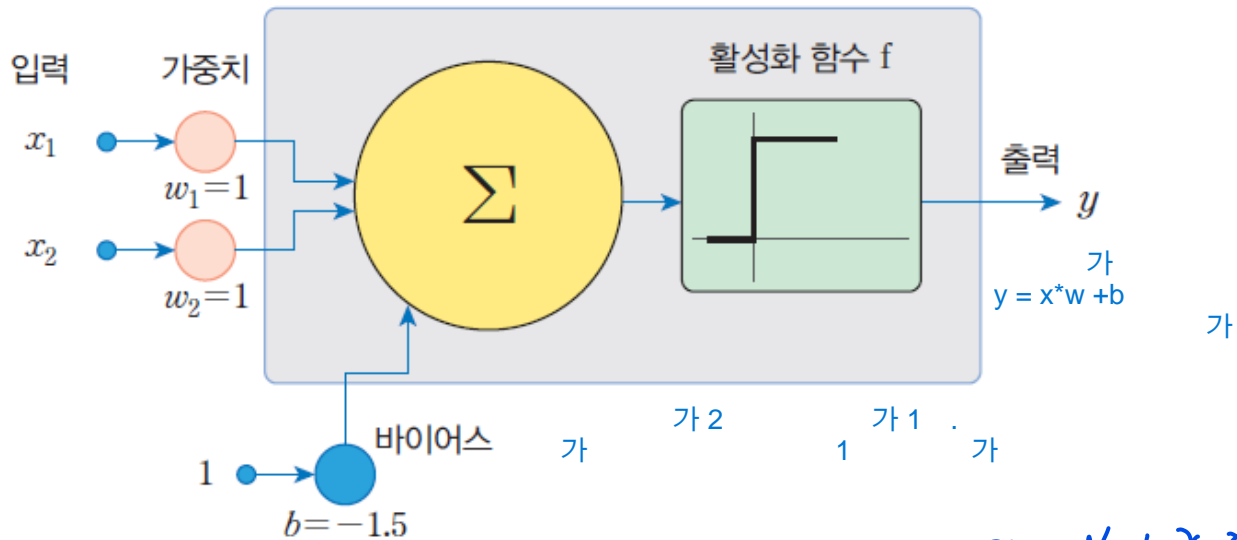 활성화 함수 f
입력
가중치
x₁
w₁=1
Σ
출력
y
x₂
w₂=1
가
y = x*w +b
가
가 2 가 1 .
바이어스
가 1 가
1
b=−1.5